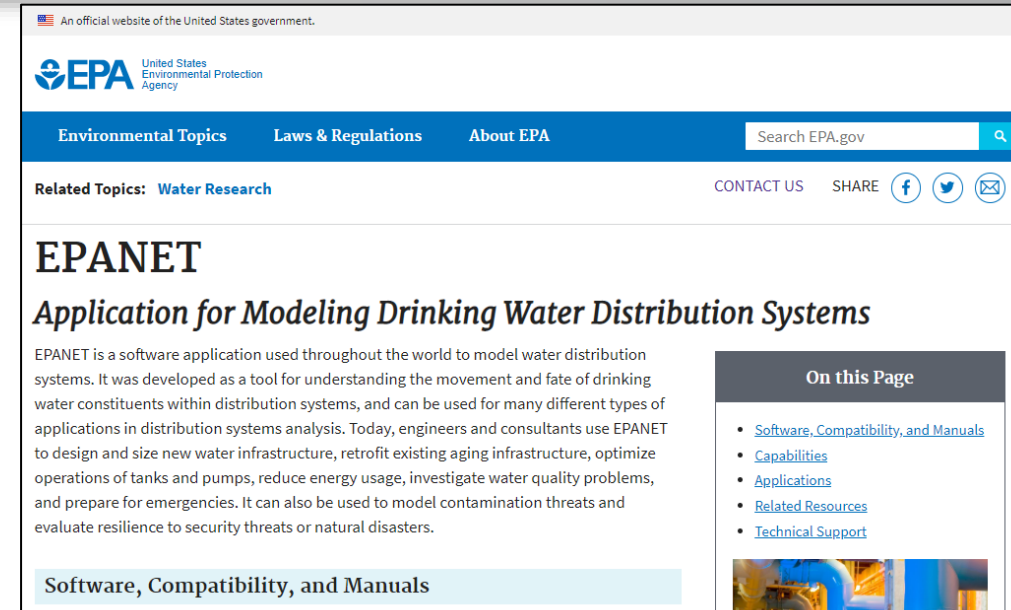 An official website of the United States government.
EPA
United States
Environmental Protection
Agency
Environmental Topics
Laws & Regulations
About EPA
Search EPA.gov
Related Topics: Water Research
CONTACT US
SHARE
EPANET
Application for Modeling Drinking Water Distribution Systems
EPANET is a software application used throughout the world to model water distribution
systems. It was developed as a tool for understanding the movement and fate of drinking
water constituents within distribution systems, and can be used for many different types of
applications in distribution systems analysis. Today, engineers and consultants use EPANET
to design and size new water infrastructure, retrofit existing aging infrastructure, optimize
operations of tanks and pumps, reduce energy usage, investigate water quality problems,
and prepare for emergencies. It can also be used to model contamination threats and
evaluate resilience to security threats or natural disasters.
On this Page
Software, Compatibility, and Manuals
Capabilities
Applications
Related Resources
Technical Support
Software, Compatibility, and Manuals